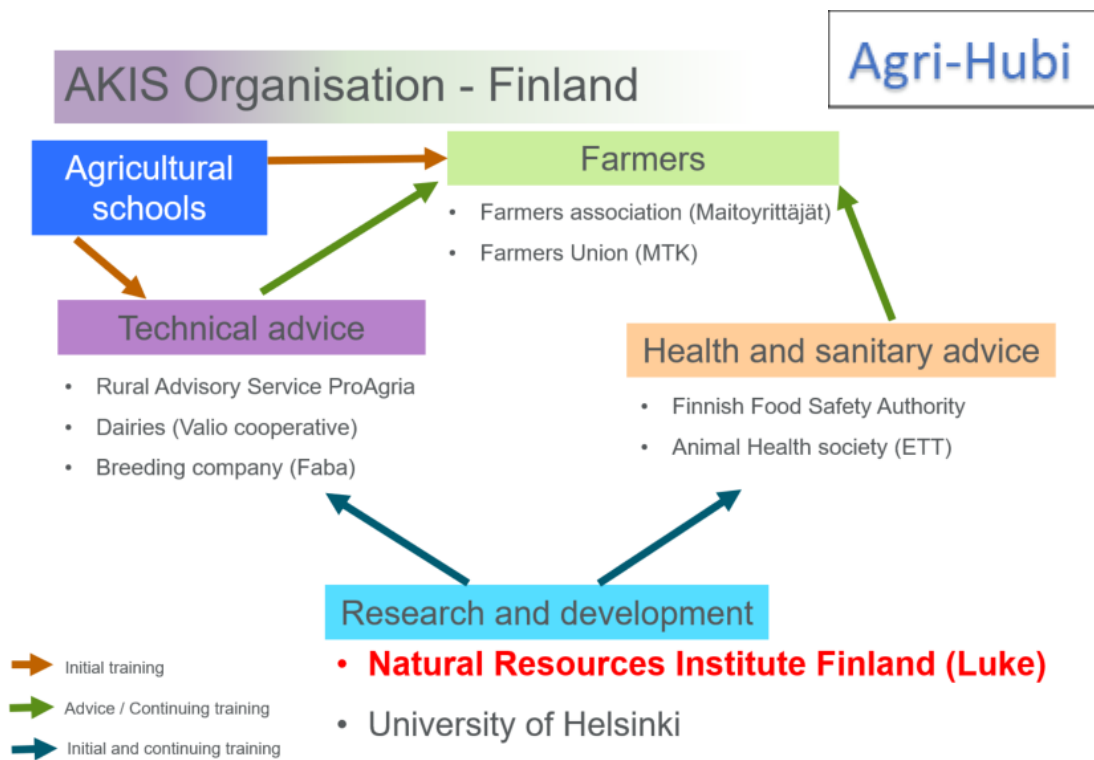 Agri-Hubi
AKIS Organisation - Finland
Agricultural
schools
Farmers
• Farmers association (Maitoyrittäjät)
• Farmers Union (MTK)
Technical advice
• Rural Advisory Service ProAgria
• Dairies (Valio cooperative)
• Breeding company (Faba)
Health and sanitary advice
• Finnish Food Safety Authority
• Animal Health society (ETT)
Research and development
• Natural Resources Institute Finland (Luke)
• University of Helsinki
Initial training
Advice / Continuing training
Initial and continuing training